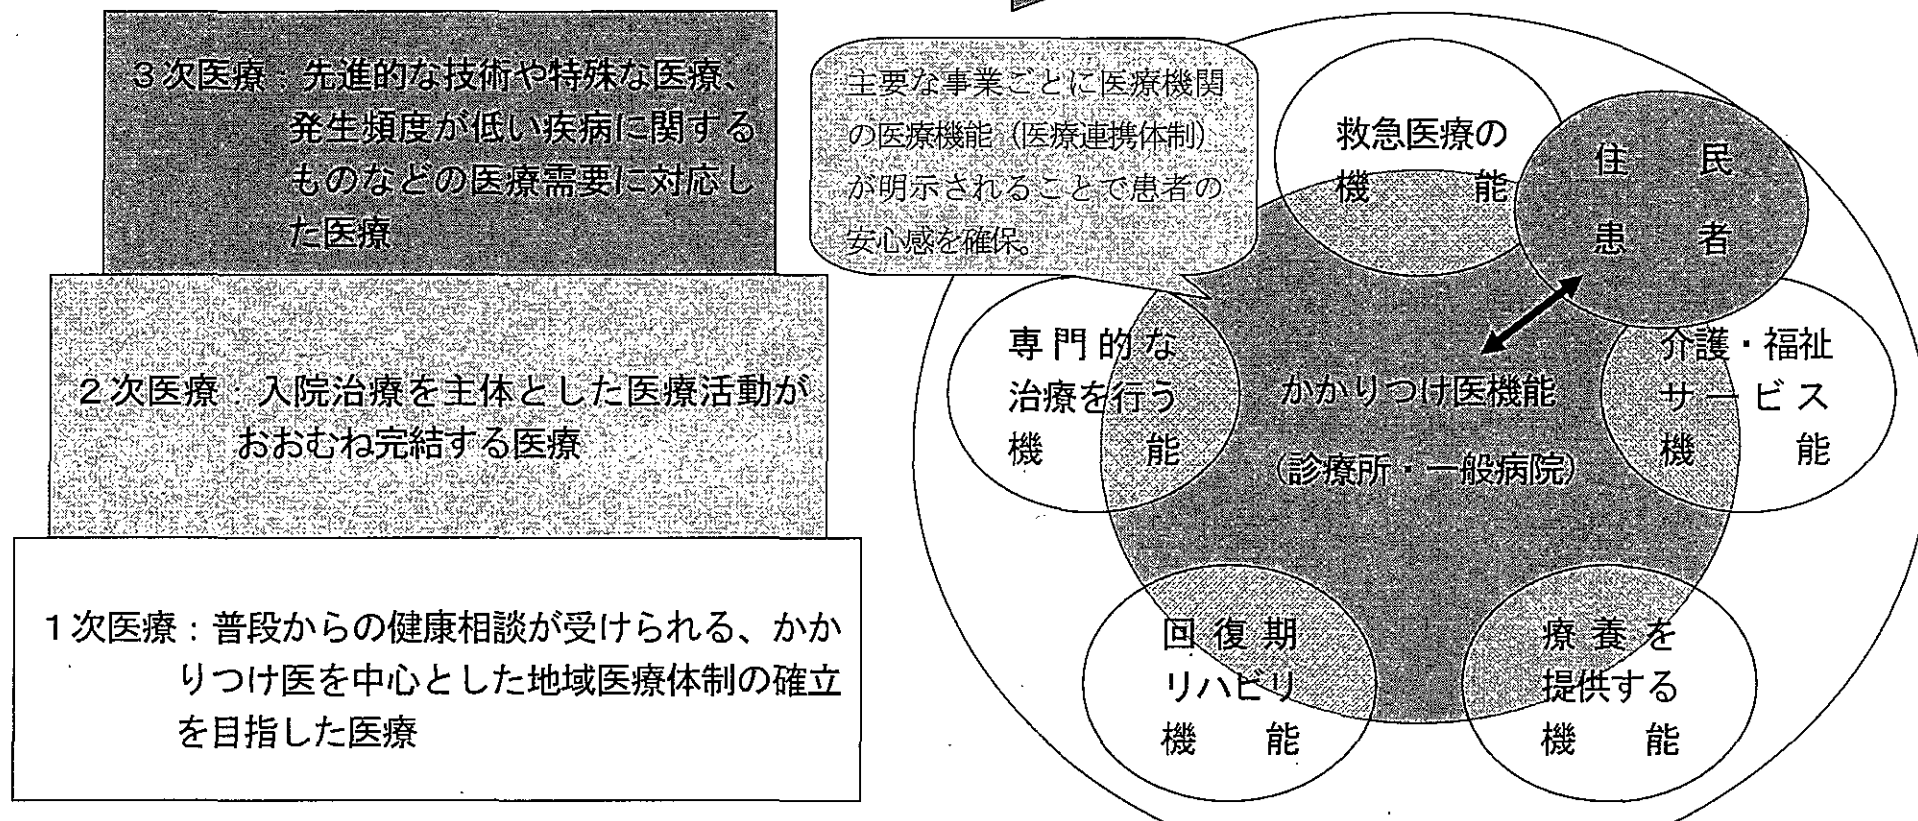 3次医療：先進的な技術や特殊な医療、
発生頻度が低い疾病に関する
ものなどの医療需要に対応し
た医療
2次医療：入院治療を主体とした医療活動が
おおむね完結する医療
1次医療：普段からの健康相談が受けられる、かか
りつけ医を中心とした地域医療体制の確立
を目指した医療
主要な事業ごとに医療機関
の医療機能（医療連携体制）
が明示されることで患者の
安心感を確保。
救急医療の
機能
住民
患者
専門的な
治療を行う
機能
かかりつけ医機能
（診療所・一般病院）
介護・福祉
サービス
機能
回復期
リハビリ
機能
療養を
提供する
機能